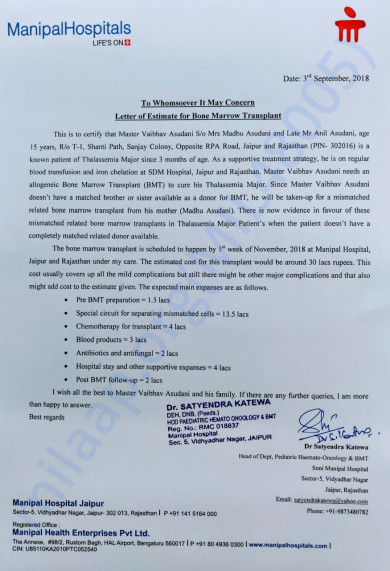 ManipalHospitals
LIFE'S ON
Date: 3rd September, 2018
To Whomsoever It May Concern
Letter of Estimate for Bone Marrow Transplant
This is to certify that Master Vaibhav Asudani S/o Mrs Madhu Asudani and Late Mr Anil Asudani, age
15 years, R/o T-1, Shanti Path, Sanjay Colony, Opposite RPA Road, Jaipur and Rajasthan (PIN- 302016) is a
known patient of Thalassemia Major since 3 months of age. As a supportive treatment strategy, he is on regular
blood transfusion and iron chelation at SDM Hospital, Jaipur and Rajasthan. Master Vaibhav Asudani needs an
allogeneic Bone Marrow Transplant (BMT) to cure his Thalassemia Major. Since Master Vaibhav Asudani
doesn't have a matched brother or sister available as a donor for BMT, he will be taken-up for a mismatched
related bone marrow transplant from his mother (Madhu Asudani). There is now evidence in favour of these
mismatched related bone marrow transplants in Thalassemia Major Patient's when the patient doesn't have a
completely matched related donor available.
The bone marrow transplant is scheduled to happen by 1st week of November, 2018 at Manipal Hospital,
Jaipur and Rajasthan under my care. The estimated cost for this transplant would be around 30 lacs rupees. This
cost usually covers up all the mild complications but still there might be other major complications and that also
might add cost to the estimate given. The expected main expenses are as follows.
• Pre BMT preparation = 1.5 lacs
• Special circuit for separating mismatched cells = 13.5 lacs
• Chemotherapy for transplant = 4 lacs
• Blood products = 3 lacs
• Antibiotics and antifungal = 2 lacs
• Hospital stay and other supportive expenses = 4 lacs
• Post BMT follow-up = 2 lacs
I wish all the best to Master Vaibhav Asudani and his family. If there are any further queries, I am more
than happy to answer.
Best regards
Dr. SATYENDRA KATEWA
DEH, DNB, (Paeds.)
HOD PAEDIATRIC HEMATO ONCOLOGY & BMT
Reg. No.: RMC 018837
Manipal Hospital
Sec. 5, Vidhyadhar Nagar, JAIPUR
Dr Satyendra Katewa
Head of Dept, Pediatric Haemato-Oncology & BMT
Soni Manipal Hospital
Sector-5, Vidhyadhar Nagar
Jaipur, Rajasthan
Email: satyendrakatewa@yahoo.com
Phone: +91-9873480782
Manipal Hospital Jaipur
Sector-5, Vidhyadhar Nagar, Jaipur- 302 013, Rajasthan | P +91 141 5164 000
Registered Office :
Manipal Health Enterprises Pvt. Ltd.
The Annexe, #98/2, Rustom Bagh, HAL Airport, Bengaluru 560017 | P +91 80 4936 0300 | www.manipalhospitals.com |
CIN: U85110KA2010PTC052540